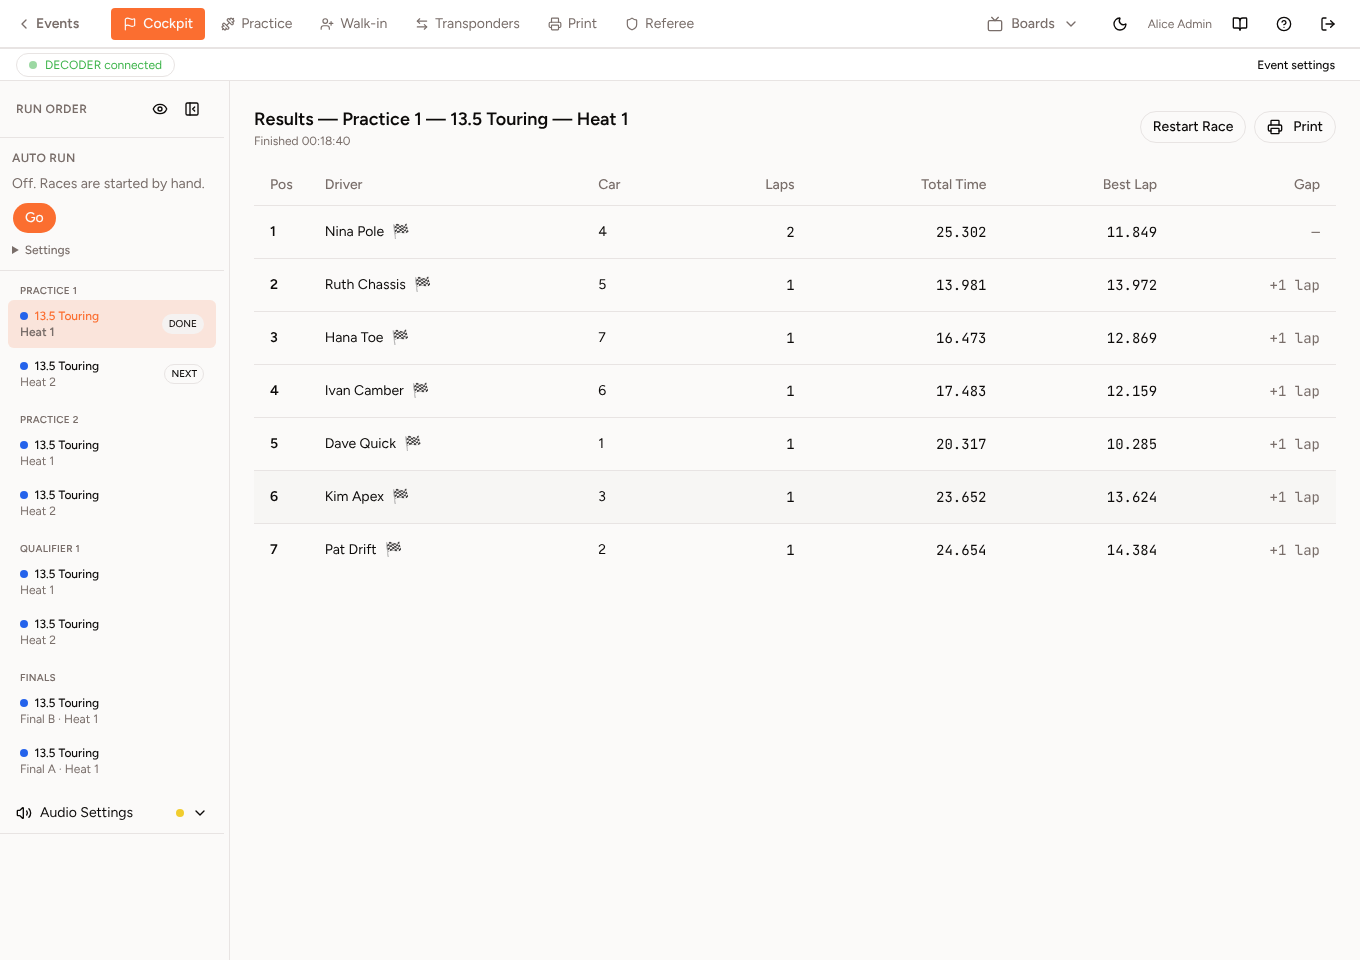 Events
Cockpit
Practice
Walk-in
Transponders
Print
Referee
Boards
Alice Admin
DECODER connected
Event settings
RUN ORDER
AUTO RUN
Off. Races are started by hand.
Go
Settings
PRACTICE 1
13.5 Touring
Heat 1
DONE
13.5 Touring
Heat 2
NEXT
PRACTICE 2
13.5 Touring
Heat 1
13.5 Touring
Heat 2
QUALIFIER 1
13.5 Touring
Heat 1
13.5 Touring
Heat 2
FINALS
13.5 Touring
Final B · Heat 1
13.5 Touring
Final A · Heat 1
Audio Settings
Results — Practice 1 — 13.5 Touring — Heat 1
Finished 00:18:40
Restart Race
Print
Pos Driver Car Laps Total Time Best Lap Gap
1 Nina Pole 4 2 25.302 11.849 —
2 Ruth Chassis 5 1 13.981 13.972 +1 lap
3 Hana Toe 7 1 16.473 12.869 +1 lap
4 Ivan Camber 6 1 17.483 12.159 +1 lap
5 Dave Quick 1 1 20.317 10.285 +1 lap
6 Kim Apex 3 1 23.652 13.624 +1 lap
7 Pat Drift 2 1 24.654 14.384 +1 lap